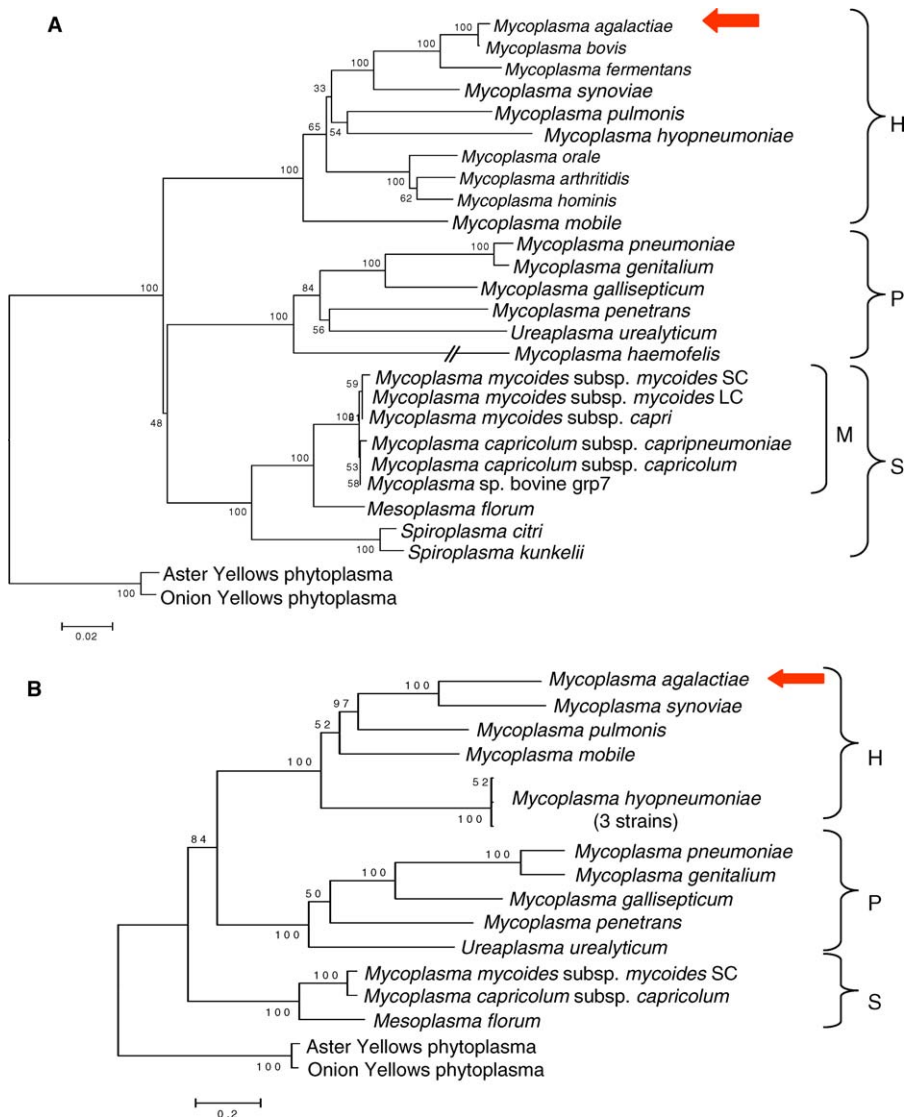 A
Mycoplasma agalactiae
100
Mycoplasma bovis
100
Mycoplasma fermentans
100
Mycoplasma synoviae
33
Mycoplasma pulmonis
54
Mycoplasma hyopneumoniae
65
Mycoplasma orale
100
Mycoplasma arthritidis
62
Mycoplasma hominis
100
Mycoplasma mobile
H
Mycoplasma pneumoniae
100
Mycoplasma genitalium
100
Mycoplasma gallisepticum
84
Mycoplasma penetrans
56
Ureaplasma urealyticum
100
Mycoplasma haemofelis
P
100
Mycoplasma mycoides subsp. mycoides SC
59
Mycoplasma mycoides subsp. mycoides LC
Mycoplasma mycoides subsp. capri
100
Mycoplasma capricolum subsp. capripneumoniae
53
Mycoplasma capricolum subsp. capricolum
58
Mycoplasma sp. bovine grp7
M
48
100
Mesoplasma florum
100
Spiroplasma citri
100
Spiroplasma kunkelii
S
Aster Yellows phytoplasma
100
Onion Yellows phytoplasma
0.02
B
Mycoplasma agalactiae
100
Mycoplasma synoviae
97
Mycoplasma pulmonis
52
Mycoplasma mobile
100
52
Mycoplasma hyopneumoniae
100
(3 strains)
H
84
Mycoplasma pneumoniae
100
Mycoplasma genitalium
100
Mycoplasma gallisepticum
50
Mycoplasma penetrans
100
Ureaplasma urealyticum
P
Mycoplasma mycoides subsp. mycoides SC
100
Mycoplasma capricolum subsp. capricolum
100
Mesoplasma florum
S
Aster Yellows phytoplasma
100
Onion Yellows phytoplasma
0.2